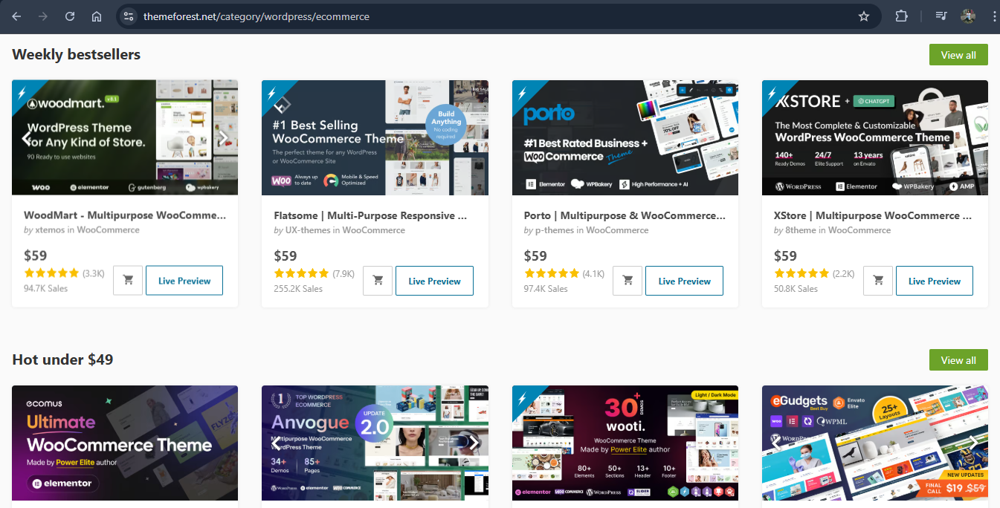 themeforest.net/category/wordpress/ecommerce
Weekly bestsellers
View all
woodmart. v8.1
WordPress Theme
for Any Kind of Store.
90 Ready to use websites
WOO elementor gutenberg wpbakery
WoodMart - Multipurpose WooComme...
by xtemos in WooCommerce
$59
(3.3K)
94.7K Sales
Live Preview
#1 Best Selling
WooCommerce Theme
The perfect theme for any WordPress
or WooCommerce Site
Build
Anything
No coding
required
WOO Always up
to date
Mobile & Speed
Optimized
Flatsome | Multi-Purpose Responsive ...
by UX-themes in WooCommerce
$59
(7.9K)
255.2K Sales
Live Preview
porto
#1 Best Rated Business +
WooCommerce Theme
Elementor WPBakery High Performance + AI
Porto | Multipurpose & WooCommerce...
by p-themes in WooCommerce
$59
(4.1K)
97.4K Sales
Live Preview
XSTORE + CHATGPT
The Most Complete & Customizable
WordPress WooCommerce Theme
140+ 24/7 13 years
Ready Demos Elite Support on Envato
WORDPRESS Elementor WPBakery AMP
XStore | Multipurpose WooCommerce ...
by 8theme in WooCommerce
$59
(2.2K)
50.8K Sales
Live Preview
Hot under $49
View all
ecomus
Ultimate
WooCommerce Theme
Made by Power Elite author
elementor
1 TOP WORDPRESS
ECOMMERCE
Anvogue
UPDATE
2.0
Multipurpose WooCommerce
WordPress Theme
34+ 85+
Demos Pages
WORDPRESS elementor WOO COMMERCE
Light / Dark Mode
30+
DEMOS
wooti.
WooCommerce Theme
Made by Power Elite author
80+ 50+ 13+ 10+
Elements Sections Header Footer
elementor WOO COMMERCE WORDPRESS SLIDER
eGudgets
Best Buy
Envato
Elite
25+
Layouts
woo WPML
NEW UPDATES
FINAL
CALL $19 $59